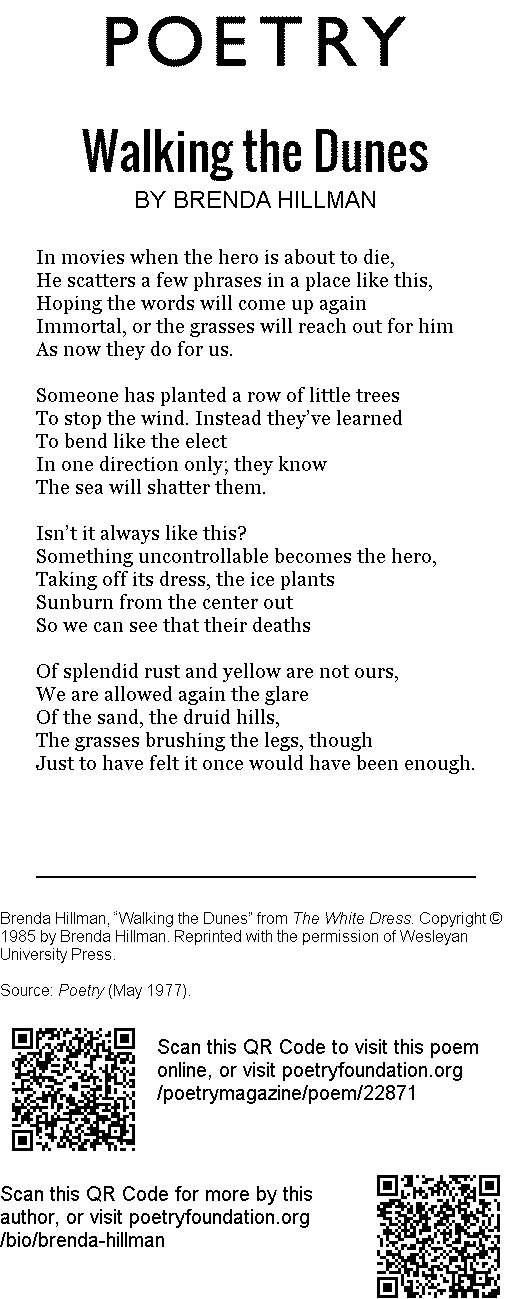 POETRY
Walking the Dunes
BY BRENDA HILLMAN
In movies when the hero is about to die,
He scatters a few phrases in a place like this,
Hoping the words will come up again
Immortal, or the grasses will reach out for him
As now they do for us.
Someone has planted a row of little trees
To stop the wind. Instead they’ve learned
To bend like the elect
In one direction only; they know
The sea will shatter them.
Isn’t it always like this?
Something uncontrollable becomes the hero,
Taking off its dress, the ice plants
Sunburn from the center out
So we can see that their deaths
Of splendid rust and yellow are not ours,
We are allowed again the glare
Of the sand, the druid hills,
The grasses brushing the legs, though
Just to have felt it once would have been enough.
Brenda Hillman, “Walking the Dunes” from The White Dress. Copyright ©
1985 by Brenda Hillman. Reprinted with the permission of Wesleyan
University Press.
Source: Poetry (May 1977).
Scan this QR Code to visit this poem
online, or visit poetryfoundation.org
/poetrymagazine/poem/22871
Scan this QR Code for more by this
author, or visit poetryfoundation.org
/bio/brenda-hillman